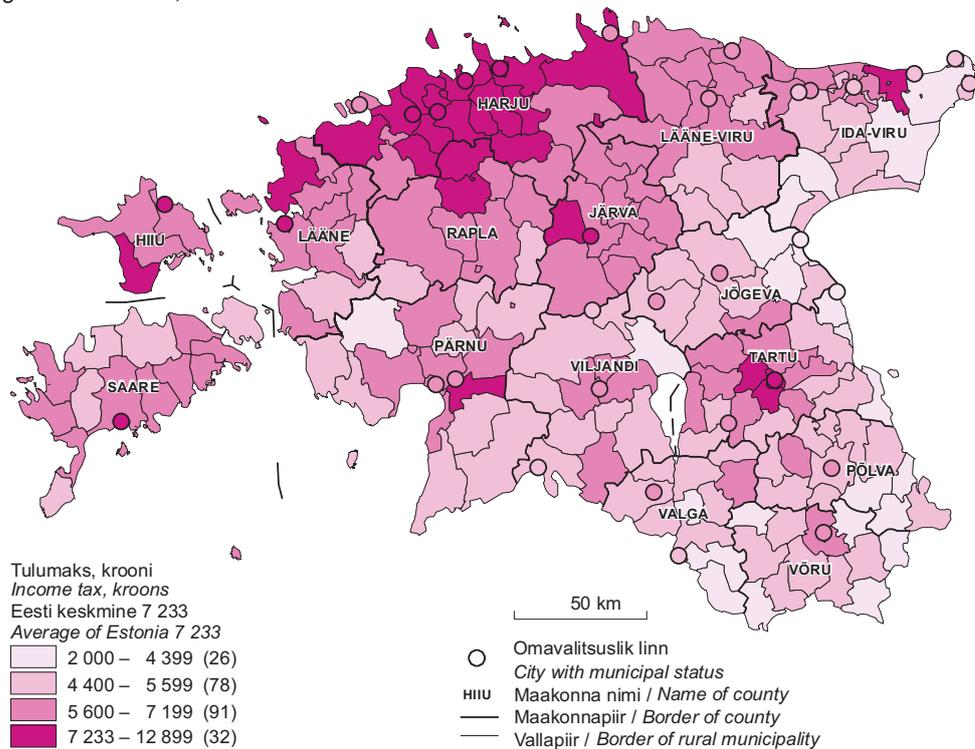 HARJU
LÄÄNE-VIRU
IDA-VIRU
HIIU
LÄÄNE
RAPLA
JÄRVA
JÕGEVA
PÄRNU
VILJANDI
TARTU
SAARE
PÕLVA
VALGA
VÕRU
Tulumaks, krooni
Income tax, kroons
Eesti keskmine 7 233
Average of Estonia 7 233
2 000 – 4 399 (26)
4 400 – 5 599 (78)
5 600 – 7 199 (91)
7 233 – 12 899 (32)
50 km
Omavalitsuslik linn
City with municipal status
HIIU Maakonna nimi / Name of county
Maakonnapiir / Border of county
Vallapiir / Border of rural municipality